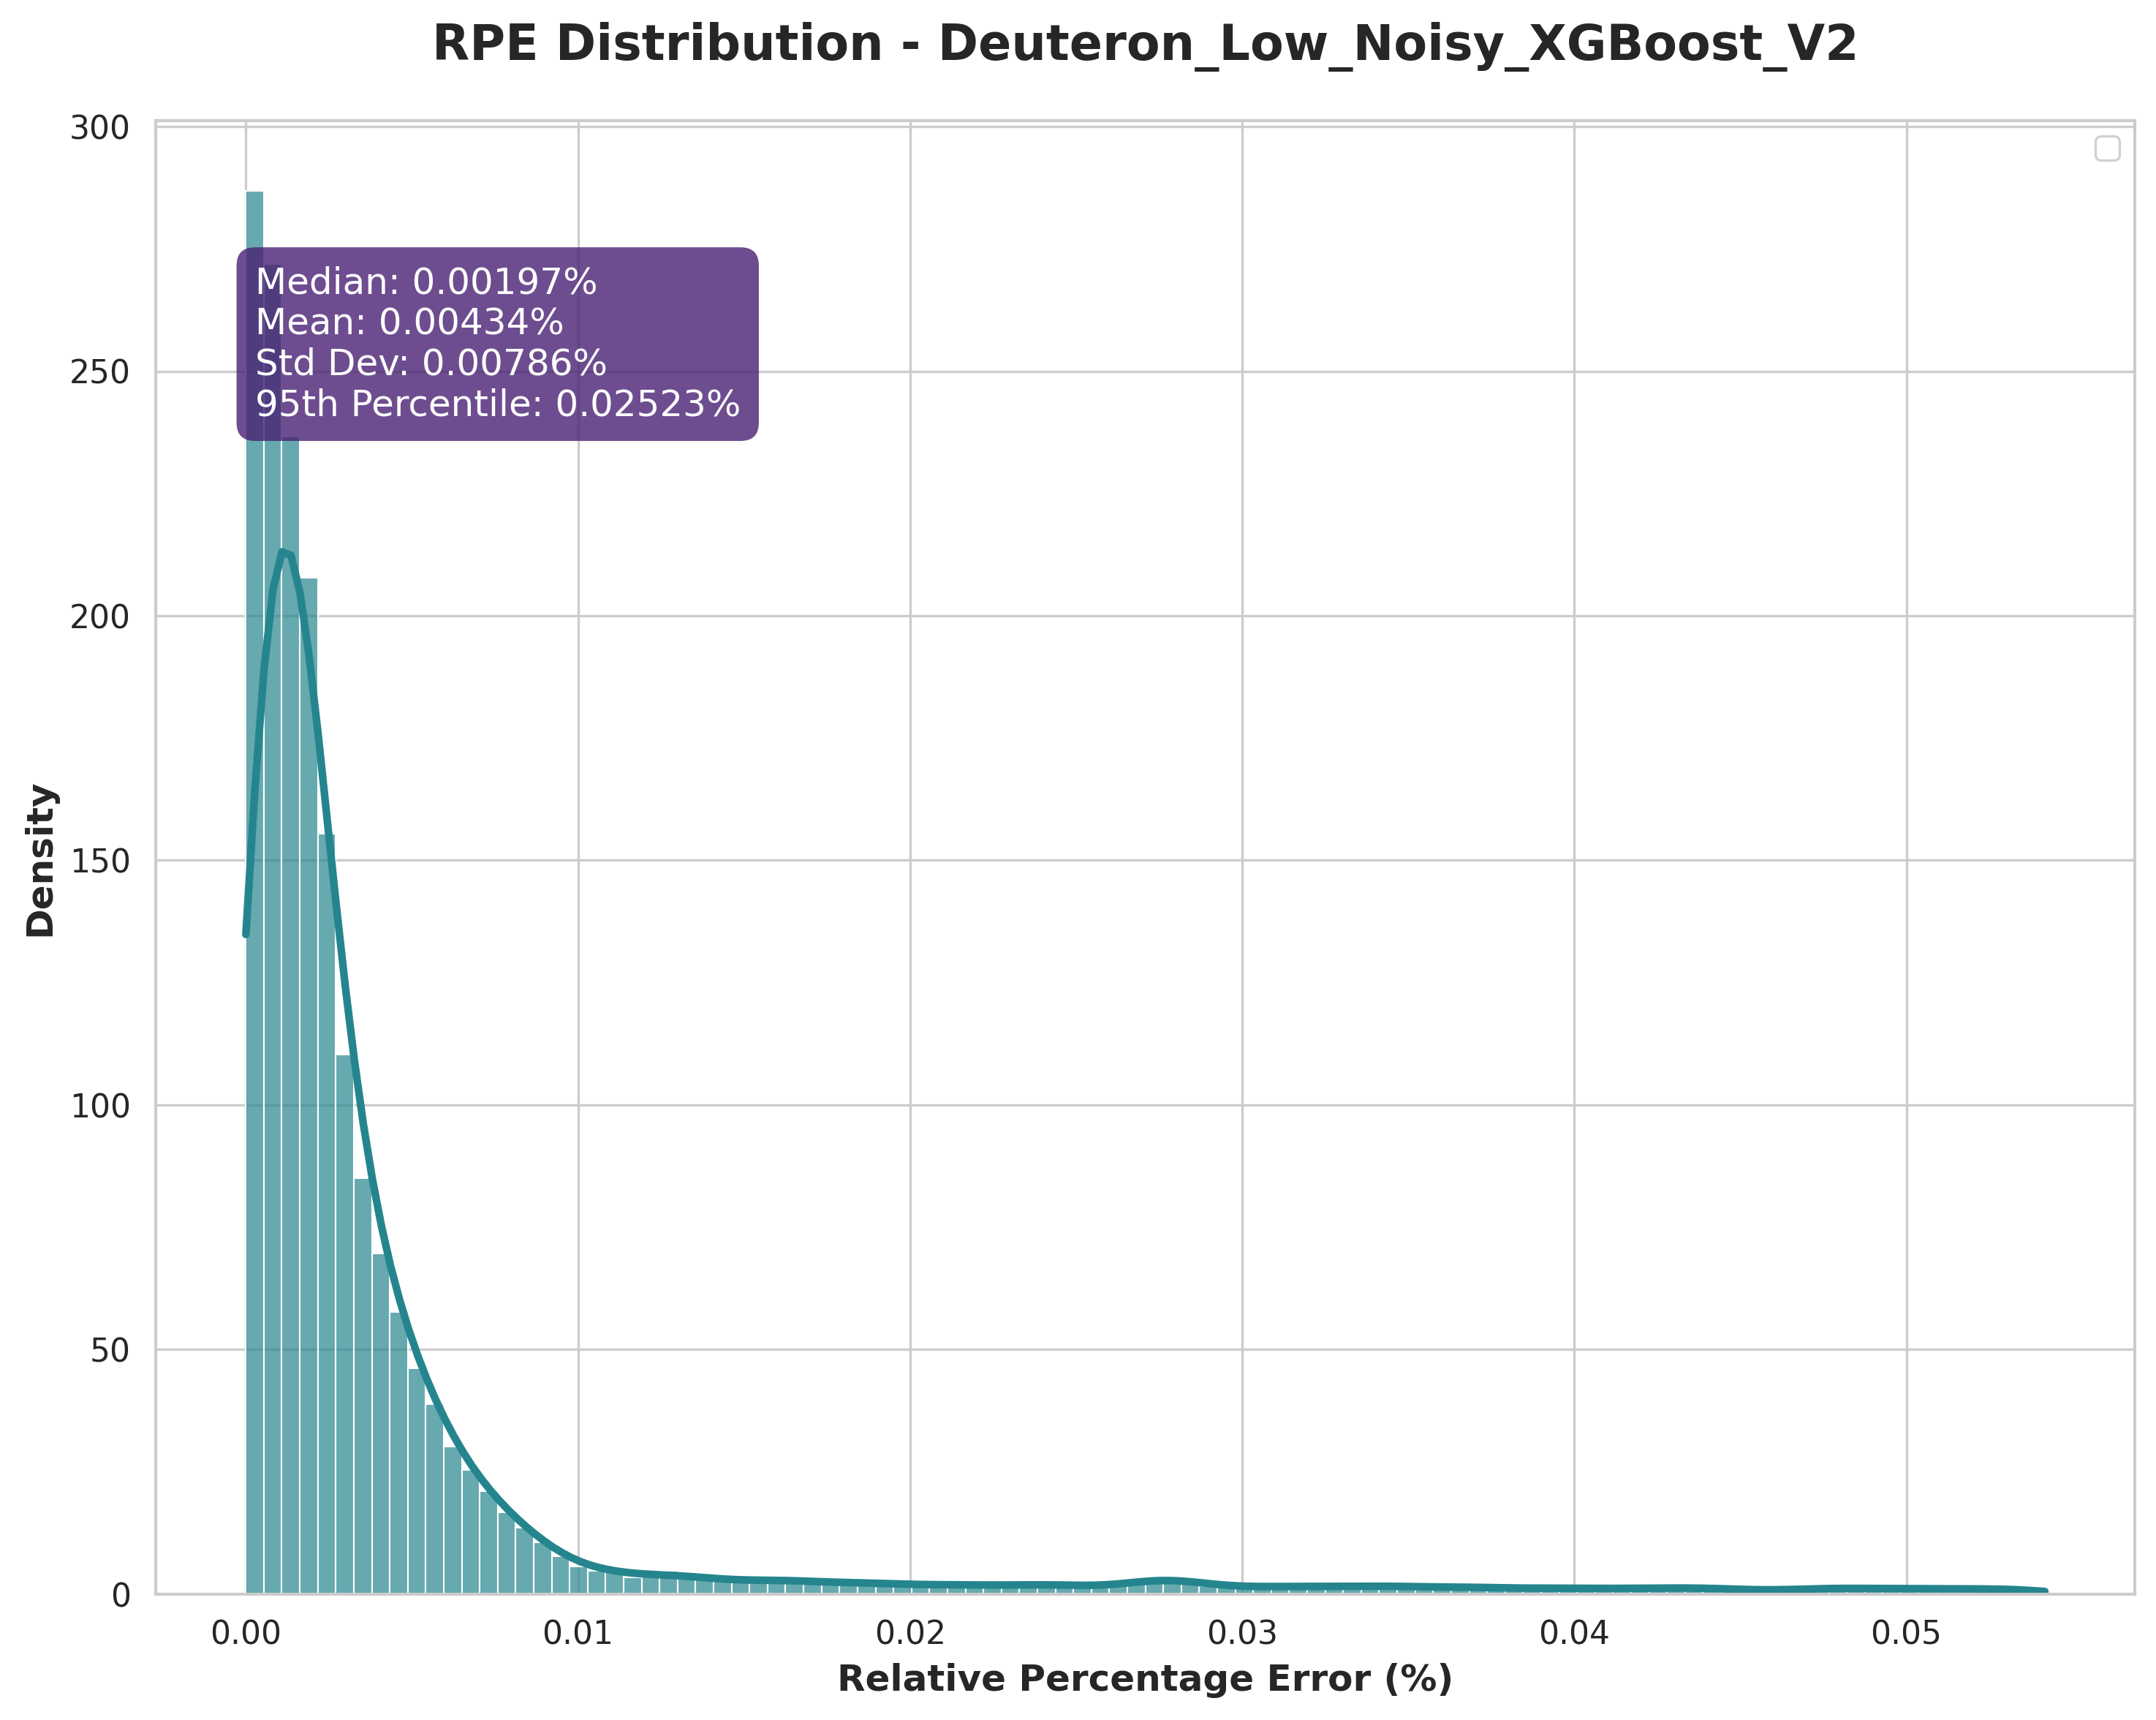 RPE Distribution - Deuteron_Low_Noisy_XGBoost_V2
300
250
200
150
100
50
0
Density
Median: 0.00197%
Mean: 0.00434%
Std Dev: 0.00786%
95th Percentile: 0.02523%
0.00 0.01 0.02 0.03 0.04 0.05
Relative Percentage Error (%)